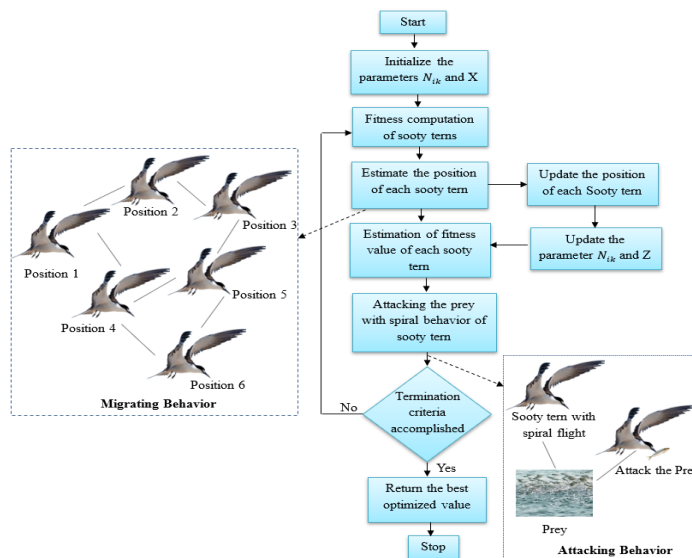 Start
Initialize the
parameters N_ik and X
Fitness computation
of sooty terns
Estimate the position
of each sooty tern
Update the position
of each Sooty tern
Estimation of fitness
value of each sooty
tern
Update the
parameter N_ik and Z
Attacking the prey
with spiral behavior of
sooty tern
Termination
criteria
accomplished
No
Yes
Return the best
optimized value
Stop
Position 1
Position 2
Position 3
Position 4
Position 5
Position 6
Migrating Behavior
Sooty tern with
spiral flight
Attack the Pre
Prey
Attacking Behavior